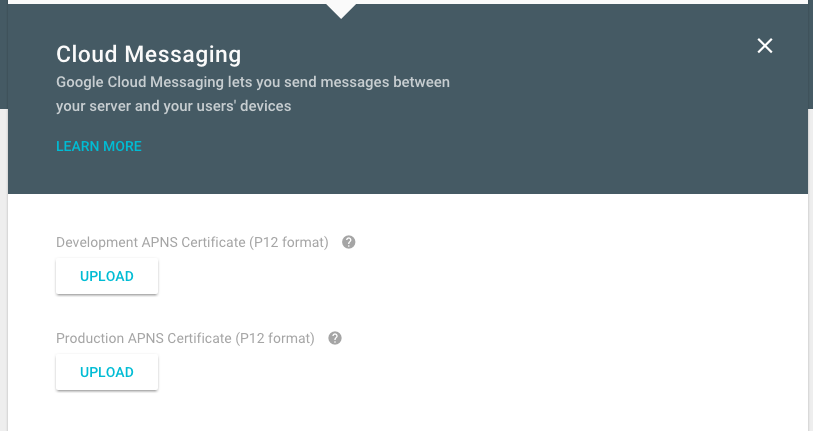 Cloud Messaging
Google Cloud Messaging lets you send messages between
your server and your users' devices
LEARN MORE
Development APNS Certificate (P12 format) ?
UPLOAD
Production APNS Certificate (P12 format) ?
UPLOAD